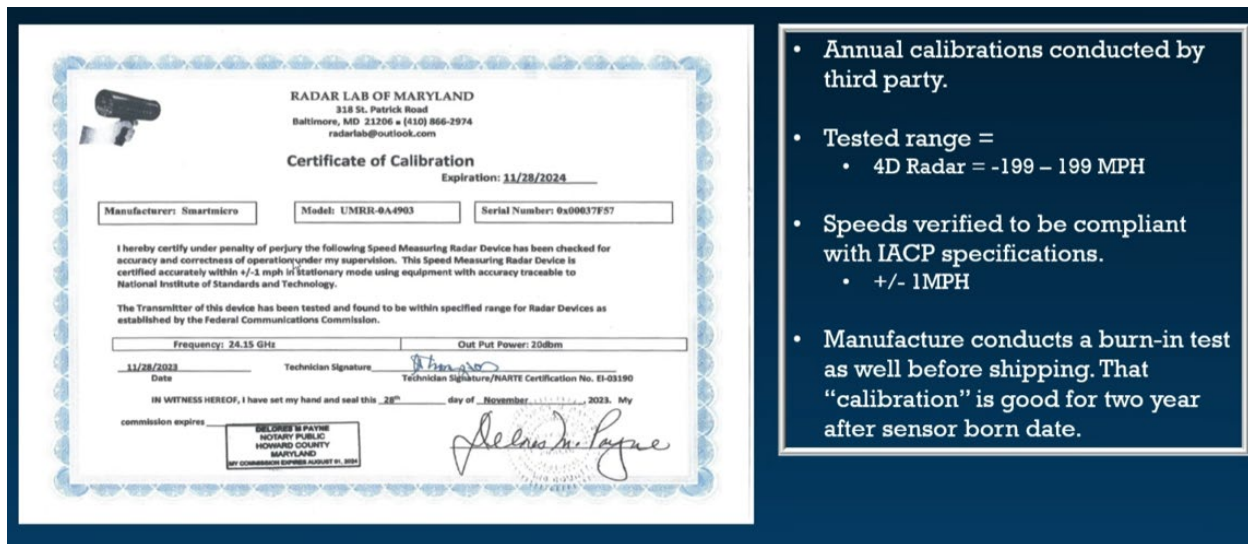 RADAR LAB OF MARYLAND
318 St. Patrick Road
Baltimore, MD 21206 ▪ (410) 866-2974
radarlab@outlook.com
Certificate of Calibration
Expiration: 11/28/2024
Manufacturer: Smartmicro
Model: UMRR-0A4903
Serial Number: 0x00037F57
I hereby certify under penalty of perjury the following Speed Measuring Radar Device has been checked for
accuracy and correctness of operation under my supervision. This Speed Measuring Radar Device is
certified accurately within +/-1 mph in stationary mode using equipment with accuracy traceable to
National Institute of Standards and Technology.
The Transmitter of this device has been tested and found to be within specified range for Radar Devices as
established by the Federal Communications Commission.
Frequency: 24.15 GHz
Out Put Power: 20dbm
11/28/2023 Technician Signature
Date Technician Signature/NARTE Certification No. EI-03190
IN WITNESS HEREOF, I have set my hand and seal this 28th day of November, 2023. My
commission expires
DELORES M PAYNE
NOTARY PUBLIC
HOWARD COUNTY
MARYLAND
MY COMMISSION EXPIRES AUGUST 01, 2024
Delores M. Payne
• Annual calibrations conducted by
third party.
• Tested range =
• 4D Radar = -199 – 199 MPH
• Speeds verified to be compliant
with IACP specifications.
• +/- 1MPH
• Manufacture conducts a burn-in test
as well before shipping. That
“calibration” is good for two year
after sensor born date.